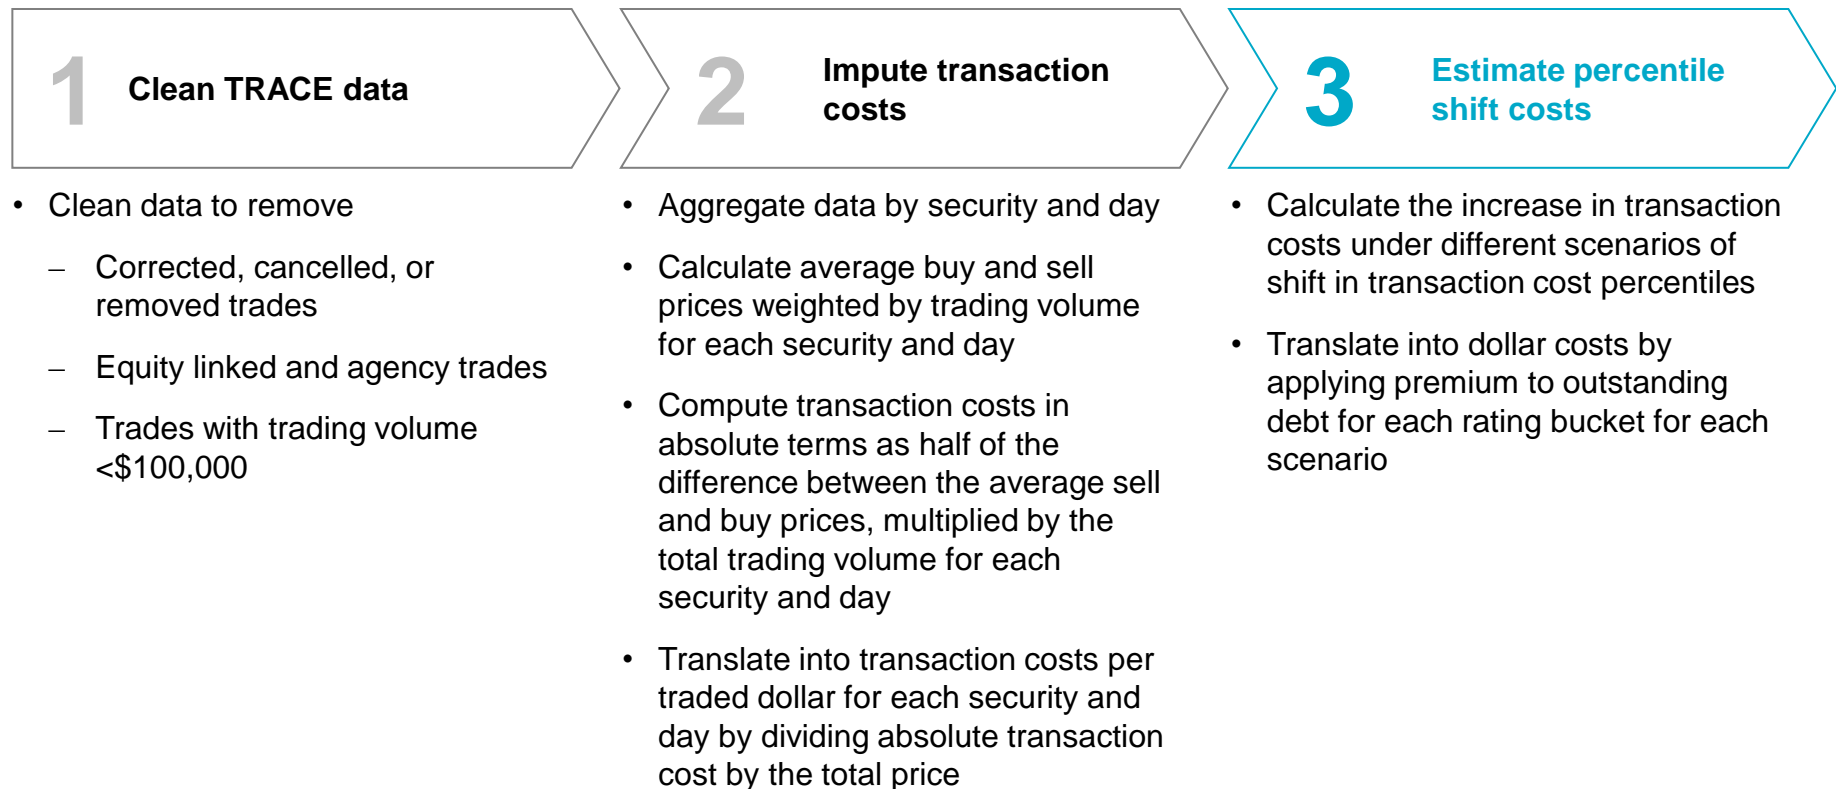 1
Clean TRACE data
• Clean data to remove
– Corrected, cancelled, or
removed trades
– Equity linked and agency trades
– Trades with trading volume
<$100,000
2
Impute transaction
costs
• Aggregate data by security and day
• Calculate average buy and sell
prices weighted by trading volume
for each security and day
• Compute transaction costs in
absolute terms as half of the
difference between the average sell
and buy prices, multiplied by the
total trading volume for each
security and day
• Translate into transaction costs per
traded dollar for each security and
day by dividing absolute transaction
cost by the total price
3
Estimate percentile
shift costs
• Calculate the increase in transaction
costs under different scenarios of
shift in transaction cost percentiles
• Translate into dollar costs by
applying premium to outstanding
debt for each rating bucket for each
scenario